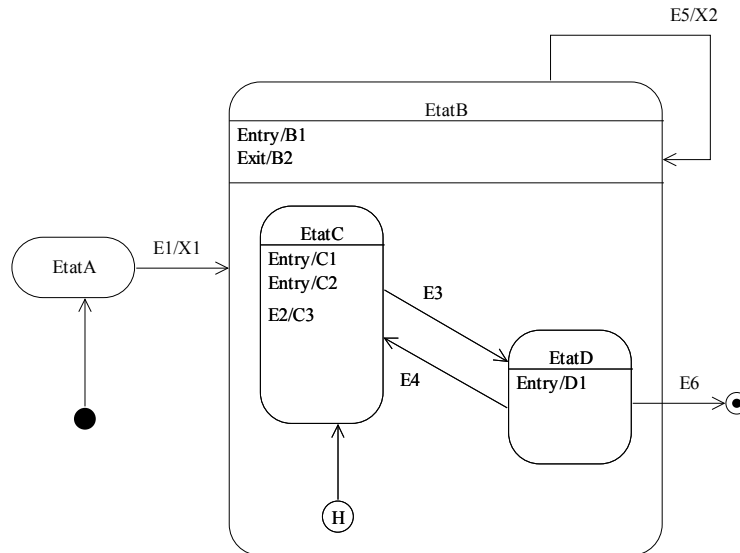 E5/X2
EtatB
Entry/B1
Exit/B2
EtatA
E1/X1
EtatC
Entry/C1
Entry/C2
E2/C3
E3
E4
EtatD
Entry/D1
E6
H